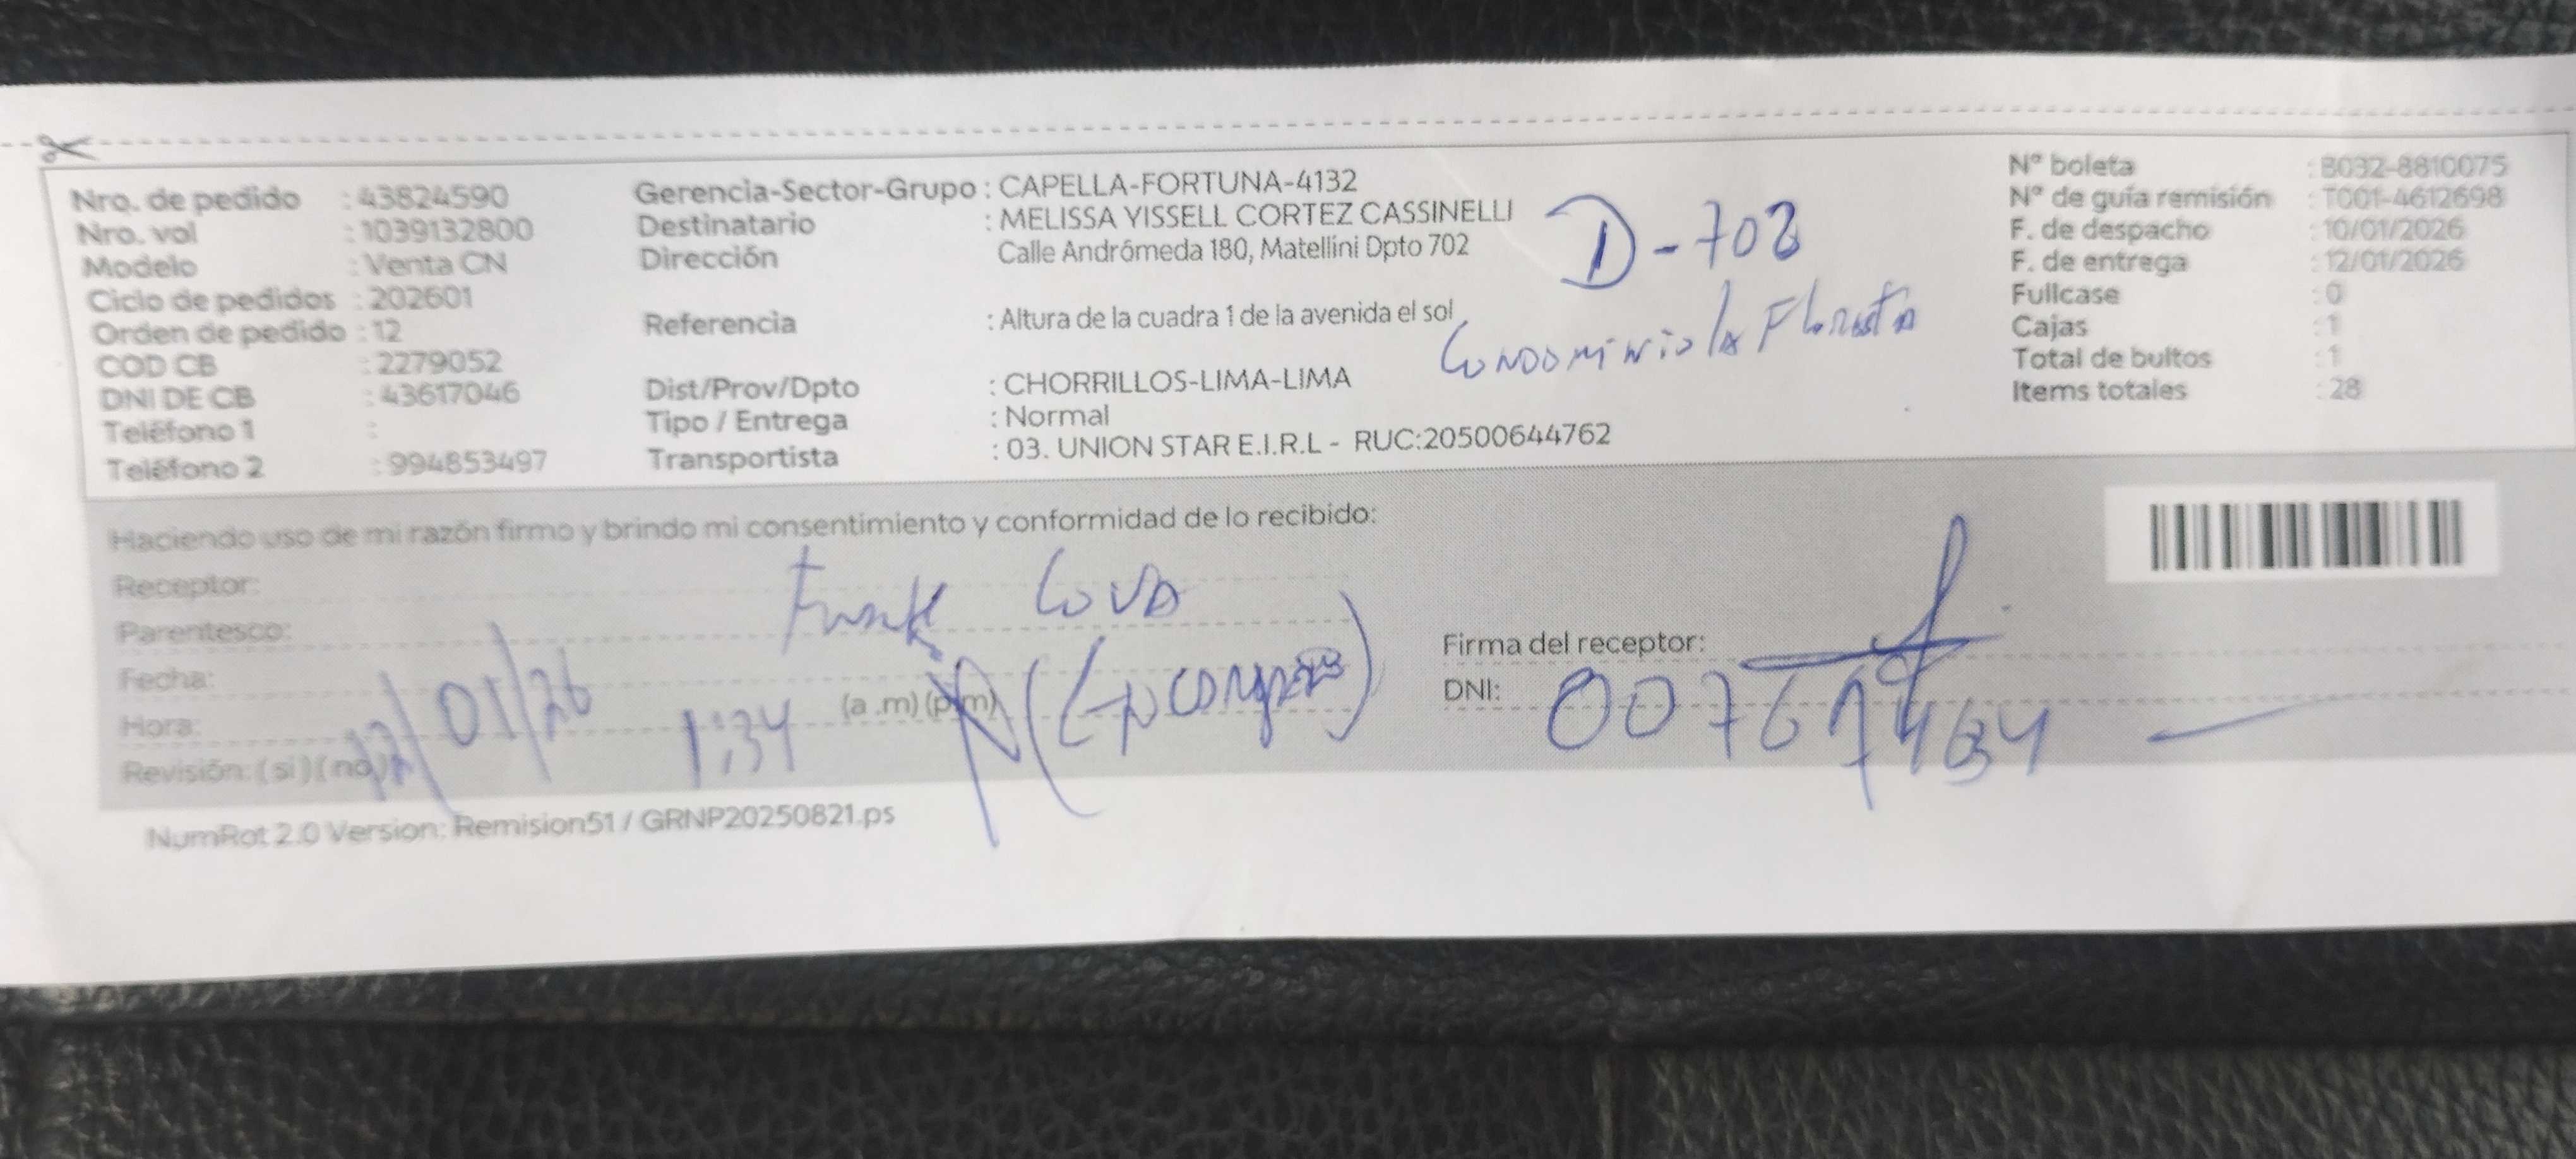 Nro. de pedido : 43824590
Nro. vol : 1039132800
Modelo : Venta CN
Ciclo de pedidos : 202601
Orden de pedido : 12
COD CB : 2279052
DNI DE CB : 43617046
Teléfono 1 :
Teléfono 2 : 994853497
Gerencia-Sector-Grupo : CAPELLA-FORTUNA-4132
Destinatario : MELISSA YISSELL CORTEZ CASSINELLI
Dirección Calle Andrómeda 180, Matellini Dpto 702
Referencia : Altura de la cuadra 1 de la avenida el sol
Dist/Prov/Dpto : CHORRILLOS-LIMA-LIMA
Tipo / Entrega : Normal
Transportista : 03. UNION STAR E.I.R.L - RUC:20500644762
D-702
Condominio la Floresta
N° boleta : B032-8810075
N° de guía remisión : T001-4612698
F. de despacho : 10/01/2026
F. de entrega : 12/01/2026
Fullcase : 0
Cajas : 1
Total de bultos : 1
Items totales : 28
Haciendo uso de mi razón firmo y brindo mi consentimiento y conformidad de lo recibido:
Receptor:
Parentesco:
Fecha: /01/26
Hora: 1:34 (a .m) (p.m)
Revisión: ( si ) ( no )
Firma del receptor:
DNI:
NumRot 2.0 Version: Remision51 / GRNP20250821.ps